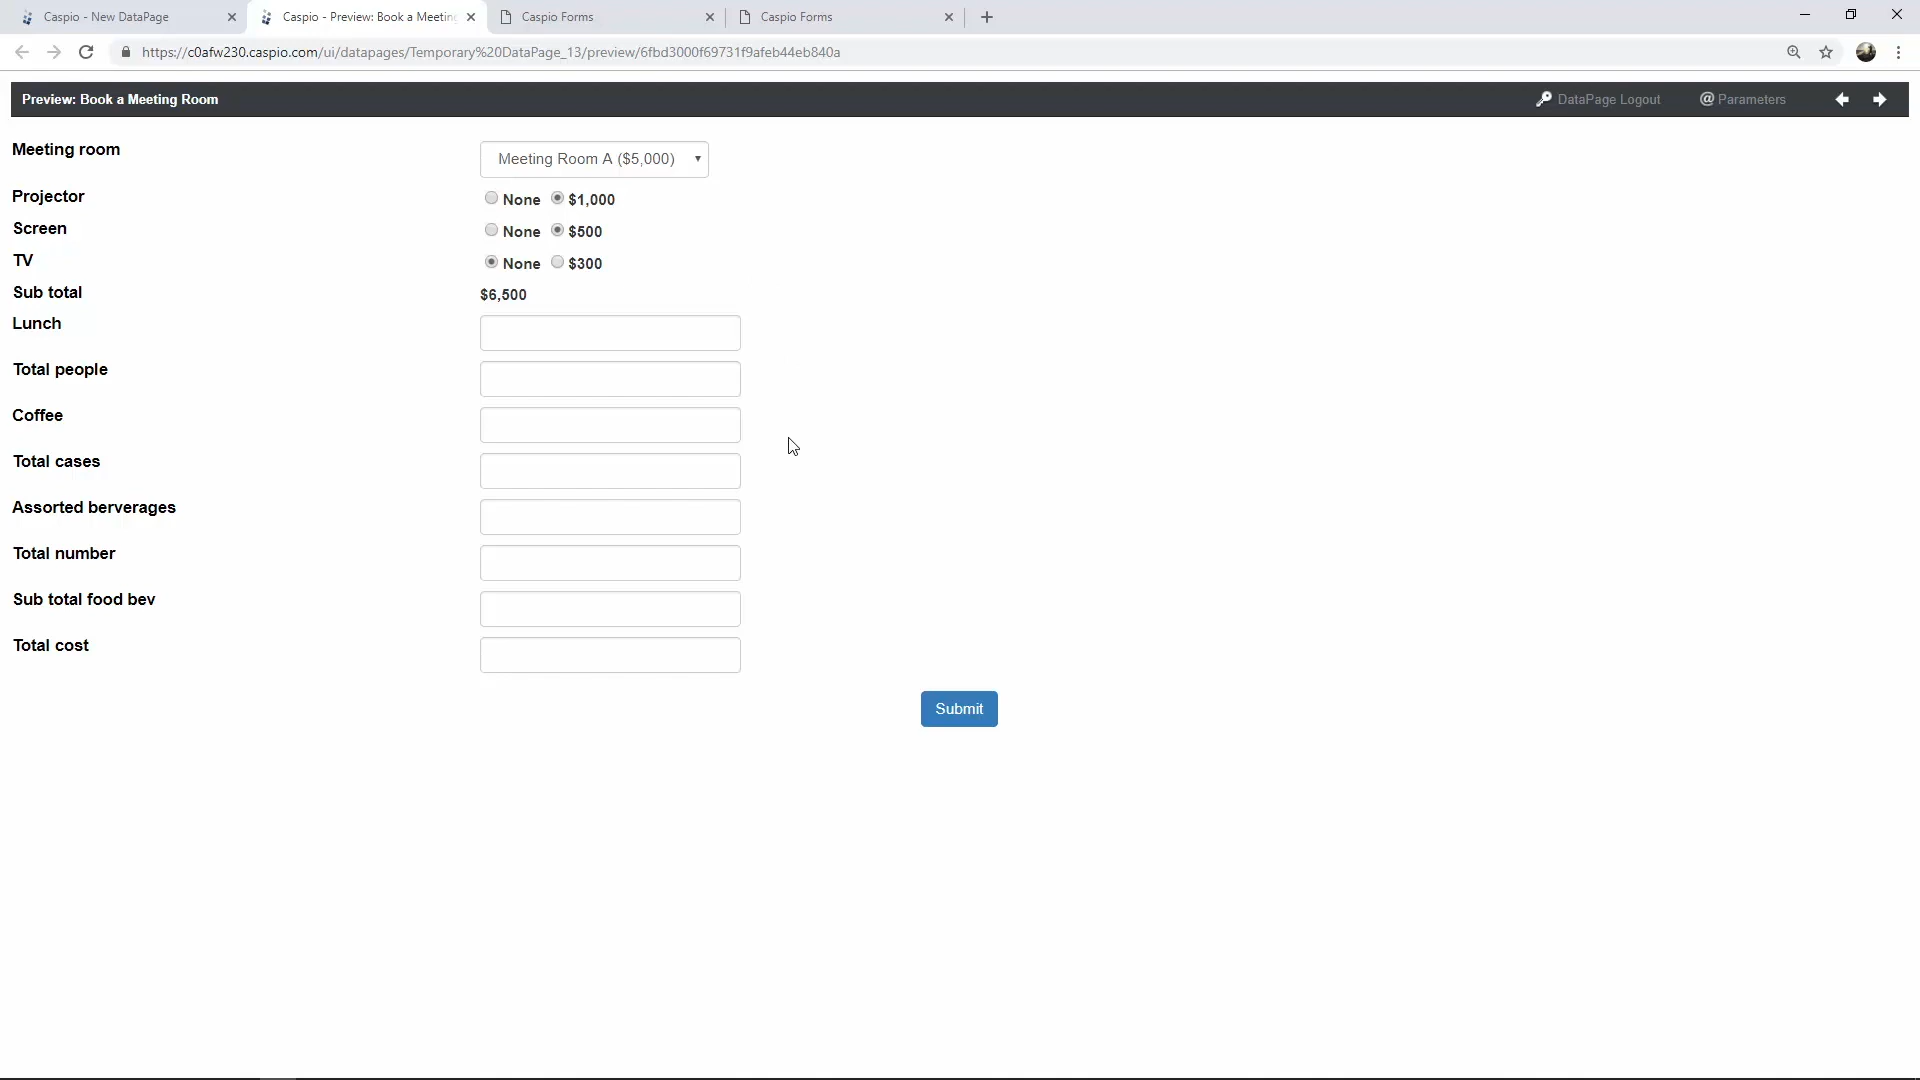 Caspio - New DataPage
Caspio - Preview: Book a Meetin
Caspio Forms
Caspio Forms
https://c0afw230.caspio.com/ui/datapages/Temporary%20DataPage_13/preview/6fbd3000f69731f9afeb44eb840a
Preview: Book a Meeting Room
DataPage Logout
@ Parameters
Meeting room
Meeting Room A ($5,000)
Projector
None $1,000
Screen
None $500
TV
None $300
Sub total
$6,500
Lunch
Total people
Coffee
Total cases
Assorted berverages
Total number
Sub total food bev
Total cost
Submit